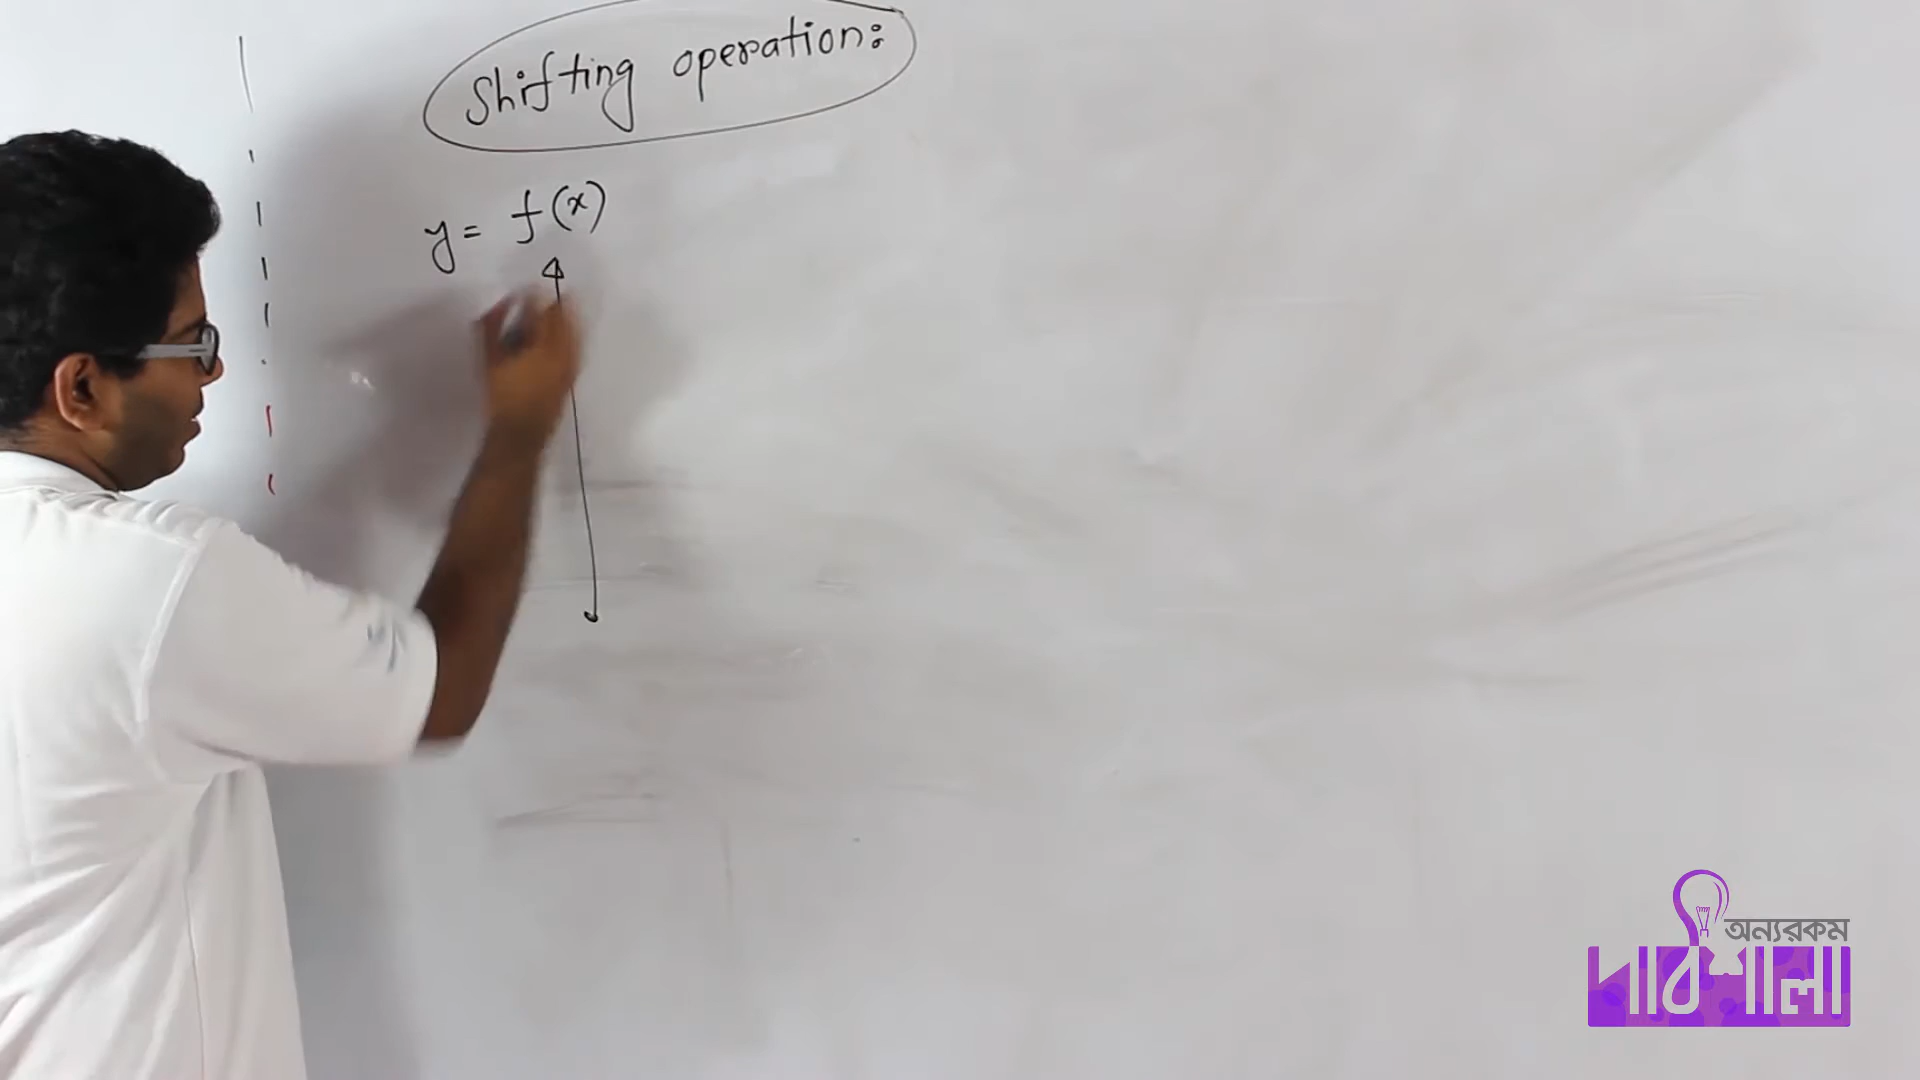 Shifting operation:
y = f(x)
অন্যরকম
পাঠশালা